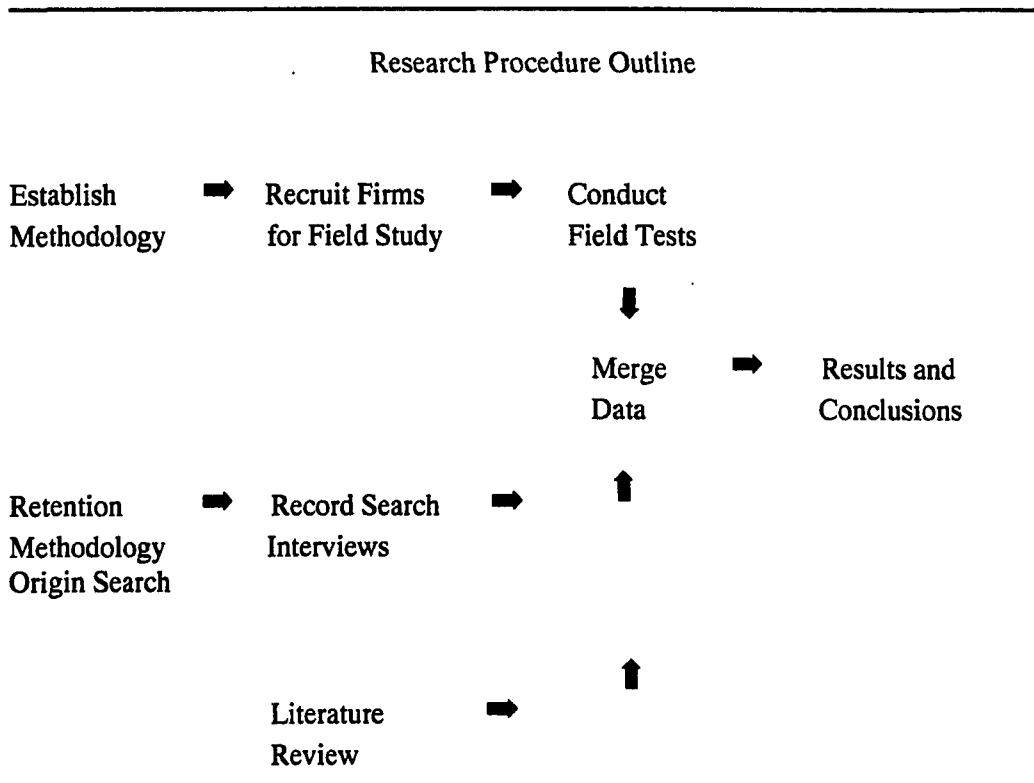 Research Procedure Outline
Establish
Methodology
Recruit Firms
for Field Study
Conduct
Field Tests
Merge
Data
Results and
Conclusions
Retention
Methodology
Origin Search
Record Search
Interviews
Literature
Review